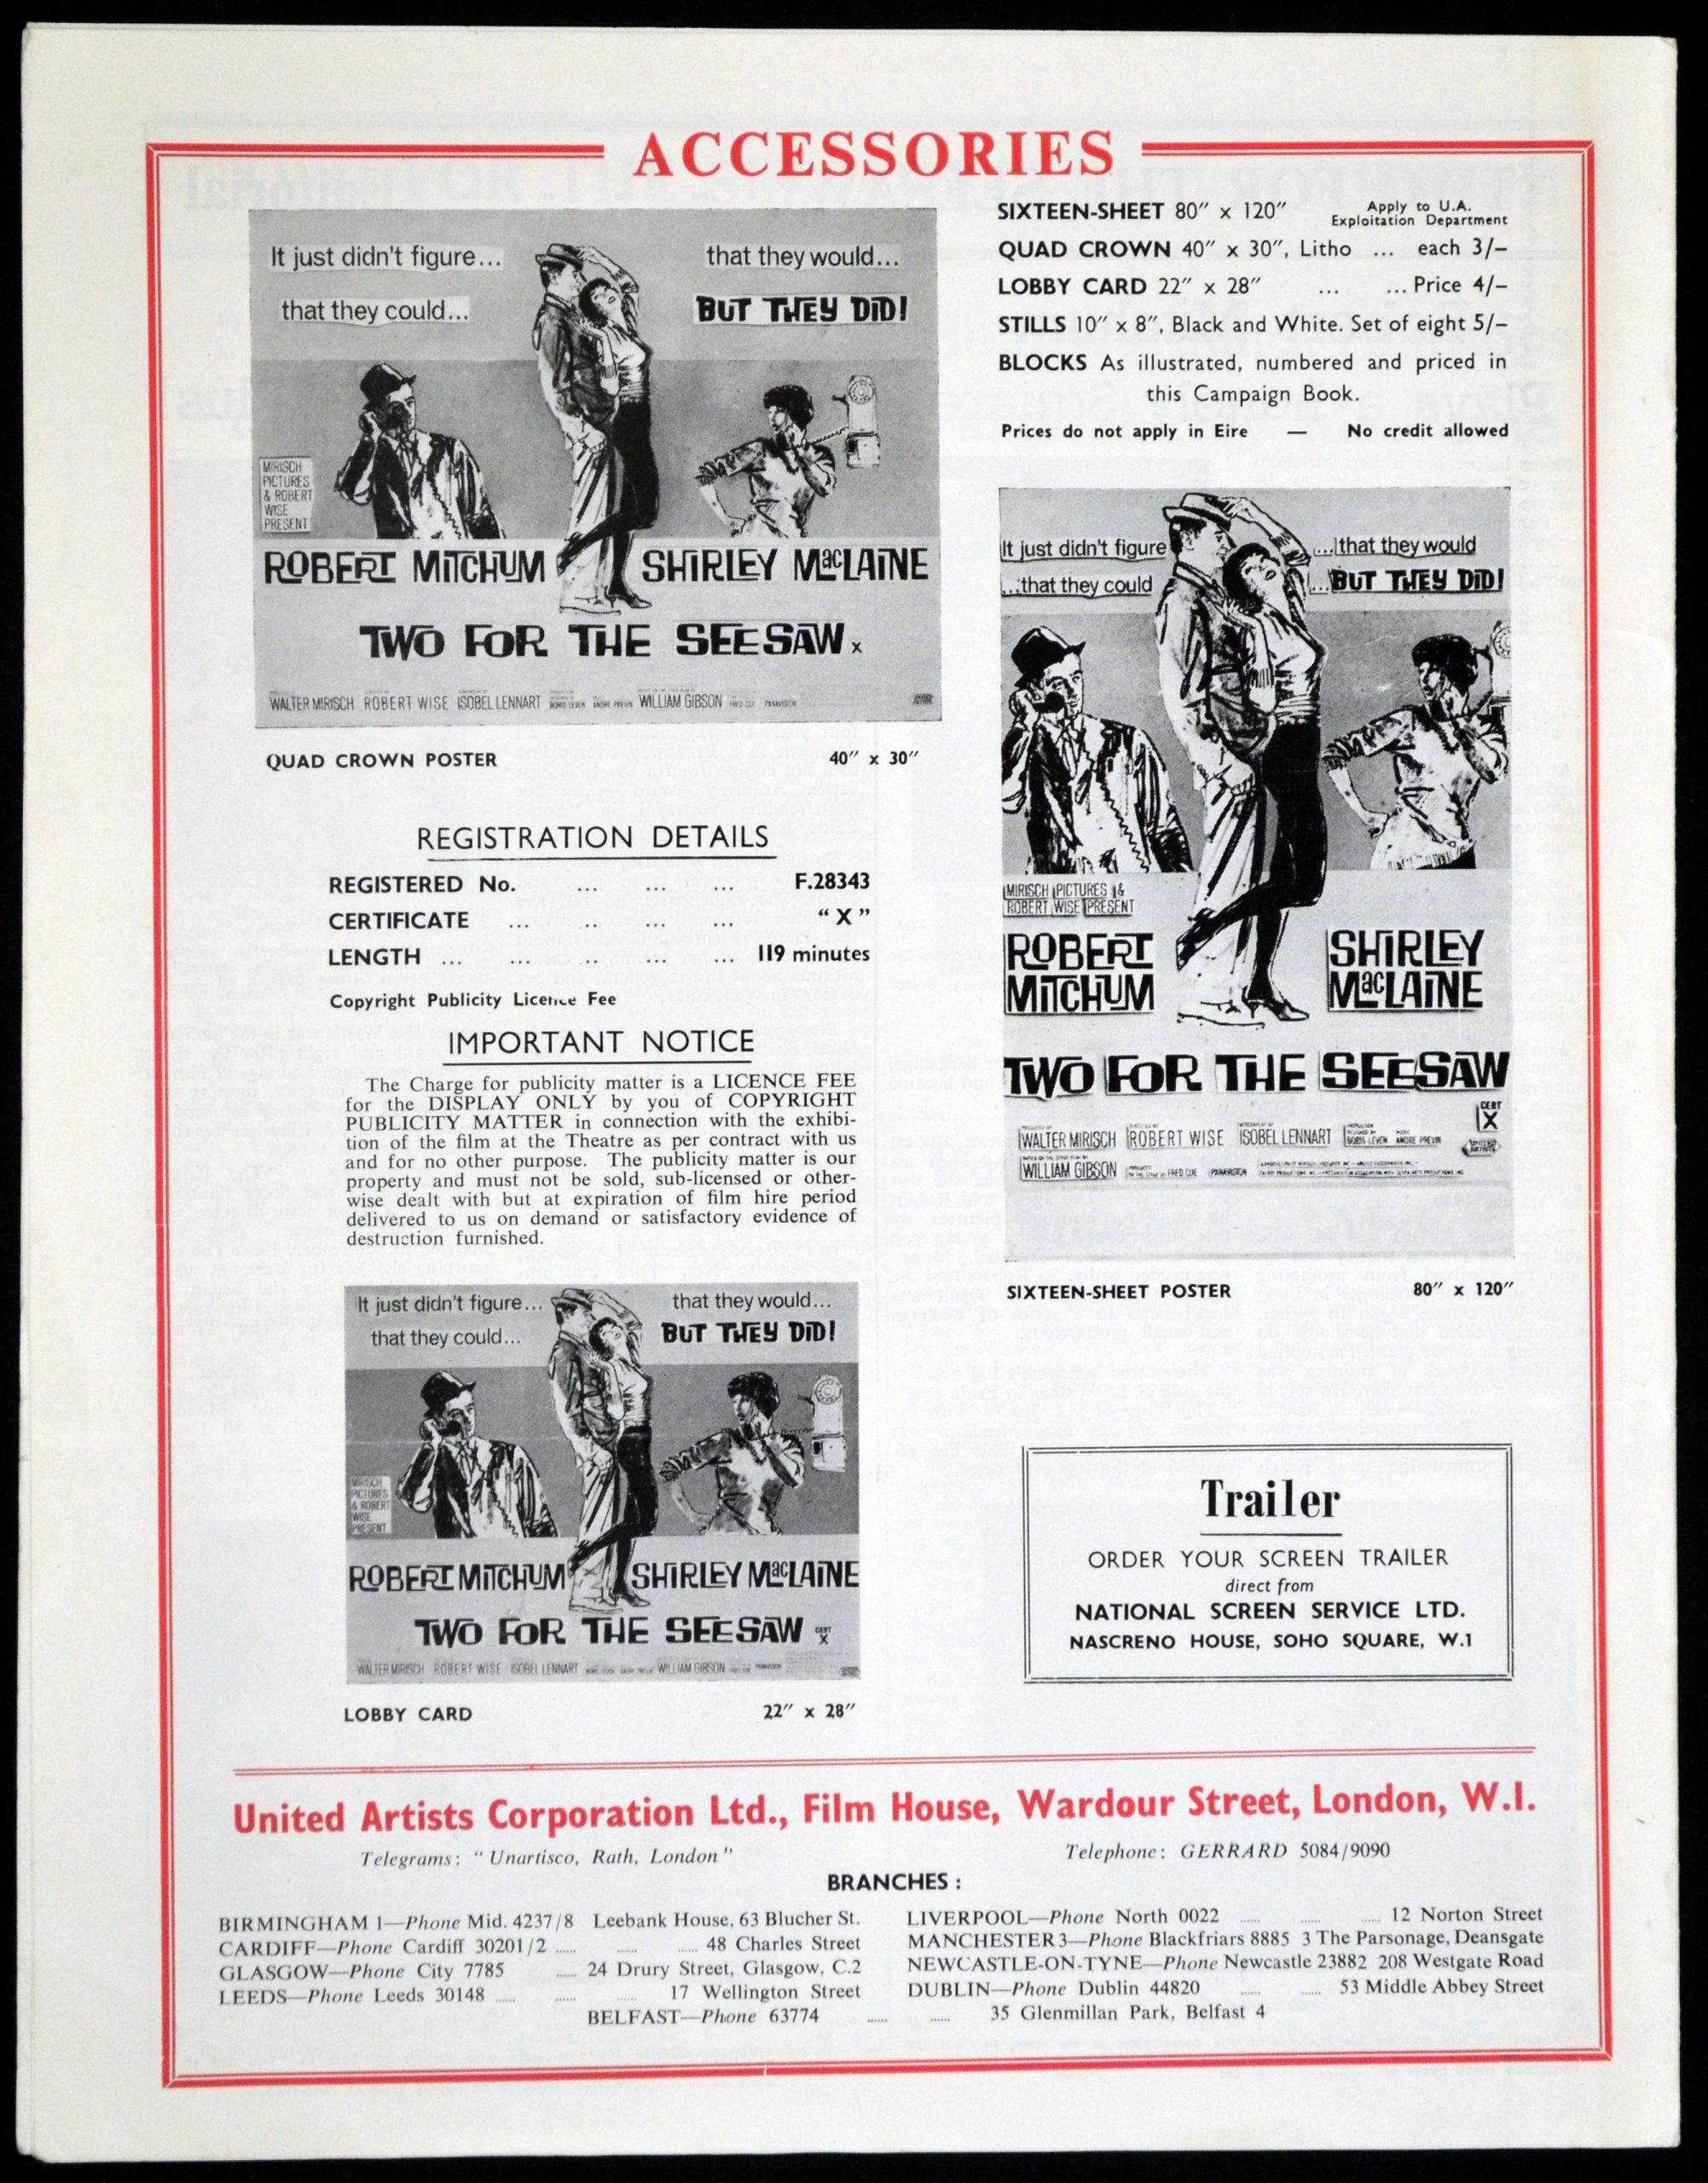 ACCESSORIES
It just didn't figure...
that they could...
that they would...
BUT THEY DID!
MIRISCH
PICTURES
& ROBERT
WISE
PRESENT
ROBERT MITCHUM
SHIRLEY MacLAINE
TWO FOR THE SEESAW x
WALTER MIRISCH ROBERT WISE ISOBEL LENNART BORIS LEVEN ANDRE PREVIN WILLIAM GIBSON FRED COE PANAVISION
QUAD CROWN POSTER 40″ x 30″
REGISTRATION DETAILS
REGISTERED No. ... ... ... F.28343
CERTIFICATE ... .. ... ... “ X ”
LENGTH ... ... .. ... ... 119 minutes
Copyright Publicity Licence Fee
IMPORTANT NOTICE
The Charge for publicity matter is a LICENCE FEE
for the DISPLAY ONLY by you of COPYRIGHT
PUBLICITY MATTER in connection with the exhibi-
tion of the film at the Theatre as per contract with us
and for no other purpose. The publicity matter is our
property and must not be sold, sub-licensed or other-
wise dealt with but at expiration of film hire period
delivered to us on demand or satisfactory evidence of
destruction furnished.
It just didn't figure...
that they could...
that they would...
BUT THEY DID!
MIRISCH
PICTURES
& ROBERT
WISE
PRESENT
ROBERT MITCHUM
SHIRLEY MacLAINE
TWO FOR THE SEESAW CERT X
WALTER MIRISCH ROBERT WISE ISOBEL LENNART WILLIAM GIBSON
LOBBY CARD 22″ x 28″
SIXTEEN-SHEET 80″ x 120″ Apply to U.A.
Exploitation Department
QUAD CROWN 40″ x 30″, Litho ... each 3/–
LOBBY CARD 22″ x 28″ ... ... Price 4/–
STILLS 10″ x 8″, Black and White. Set of eight 5/–
BLOCKS As illustrated, numbered and priced in
this Campaign Book.
Prices do not apply in Eire — No credit allowed
It just didn't figure
...that they could
...that they would
...BUT THEY DID!
MIRISCH PICTURES &
ROBERT WISE PRESENT
ROBERT
MITCHUM
SHIRLEY
MacLAINE
TWO FOR THE SEESAW
CERT
X
WALTER MIRISCH ROBERT WISE ISOBEL LENNART BORIS LEVEN ANDRE PREVIN
UNITED
ARTISTS
WILLIAM GIBSON FRED COE PANAVISION
SIXTEEN-SHEET POSTER 80″ x 120″
Trailer
ORDER YOUR SCREEN TRAILER
direct from
NATIONAL SCREEN SERVICE LTD.
NASCRENO HOUSE, SOHO SQUARE, W.1
United Artists Corporation Ltd., Film House, Wardour Street, London, W.I.
Telegrams: “ Unartisco, Rath, London ”
Telephone: GERRARD 5084/9090
BRANCHES :
BIRMINGHAM 1—Phone Mid. 4237/8 Leebank House, 63 Blucher St.
CARDIFF—Phone Cardiff 30201/2 ..... ..... ..... 48 Charles Street
GLASGOW—Phone City 7785 ..... 24 Drury Street, Glasgow, C.2
LEEDS—Phone Leeds 30148 ..... ..... ..... 17 Wellington Street
LIVERPOOL—Phone North 0022 ..... ..... ..... 12 Norton Street
MANCHESTER 3—Phone Blackfriars 8885 3 The Parsonage, Deansgate
NEWCASTLE-ON-TYNE—Phone Newcastle 23882 208 Westgate Road
DUBLIN—Phone Dublin 44820 ..... ..... 53 Middle Abbey Street
BELFAST—Phone 63774 ..... ..... 35 Glenmillan Park, Belfast 4